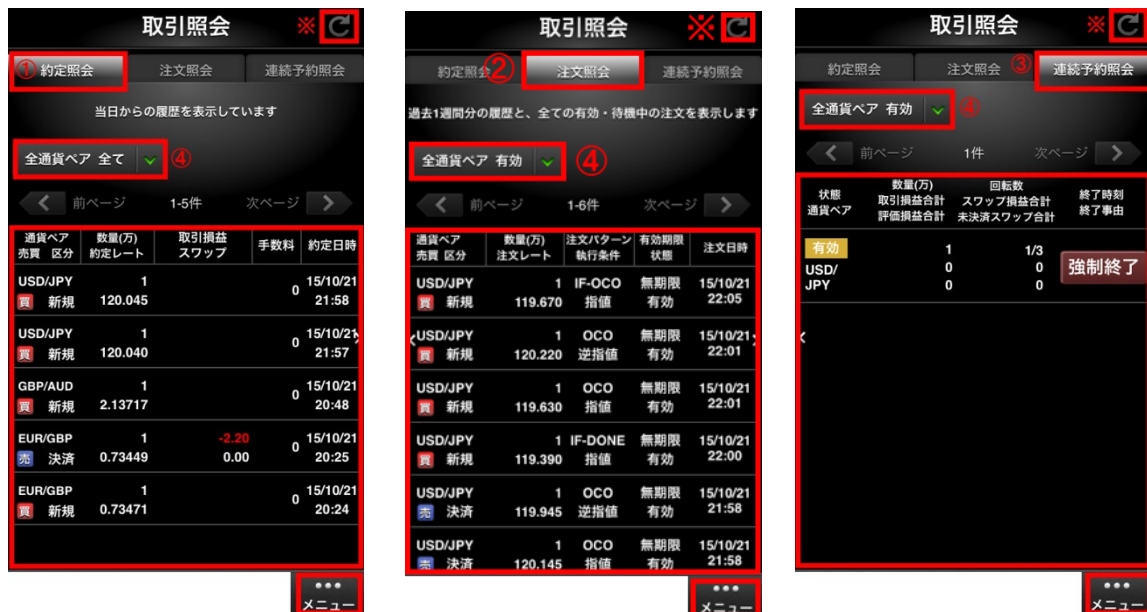 取引照会 ※
① 約定照会 注文照会 連続予約照会
当日からの履歴を表示しています
全通貨ペア 全て ④
前ページ 1-5件 次ページ
通貨ペア 数量(万) 取引損益 手数料 約定日時
売買 区分 約定レート スワップ
USD/JPY 1 0 15/10/21
買 新規 120.045 21:58
USD/JPY 1 0 15/10/21
買 新規 120.040 21:57
GBP/AUD 1 0 15/10/21
買 新規 2.13717 20:48
EUR/GBP 1 -2.20 0 15/10/21
売 決済 0.73449 0.00 20:25
EUR/GBP 1 0 15/10/21
買 新規 0.73471 20:24
メニュー
取引照会 ※
約定照会 ② 注文照会 連続予約照会
過去1週間分の履歴と、全ての有効・待機中の注文を表示します
全通貨ペア 有効 ④
前ページ 1-6件 次ページ
通貨ペア 数量(万) 注文パターン 有効期限 注文日時
売買 区分 注文レート 執行条件 状態
USD/JPY 1 IF-OCO 無期限 15/10/21
買 新規 119.670 指値 有効 22:05
USD/JPY 1 OCO 無期限 15/10/21
買 新規 120.220 逆指値 有効 22:01
USD/JPY 1 OCO 無期限 15/10/21
買 新規 119.630 指値 有効 22:01
USD/JPY 1 IF-DONE 無期限 15/10/21
買 新規 119.390 指値 有効 22:00
USD/JPY 1 OCO 無期限 15/10/21
売 決済 119.945 逆指値 有効 21:58
USD/JPY 1 OCO 無期限 15/10/21
売 決済 120.145 指値 有効 21:58
メニュー
取引照会 ※
約定照会 注文照会 ③ 連続予約照会
全通貨ペア 有効 ④
前ページ 1件 次ページ
状態 数量(万) 回転数 終了時刻
通貨ペア 取引損益合計 スワップ損益合計 終了事由
評価損益合計 未決済スワップ合計
有効 1 1/3
USD/ 0 0 強制終了
JPY 0 0
メニュー